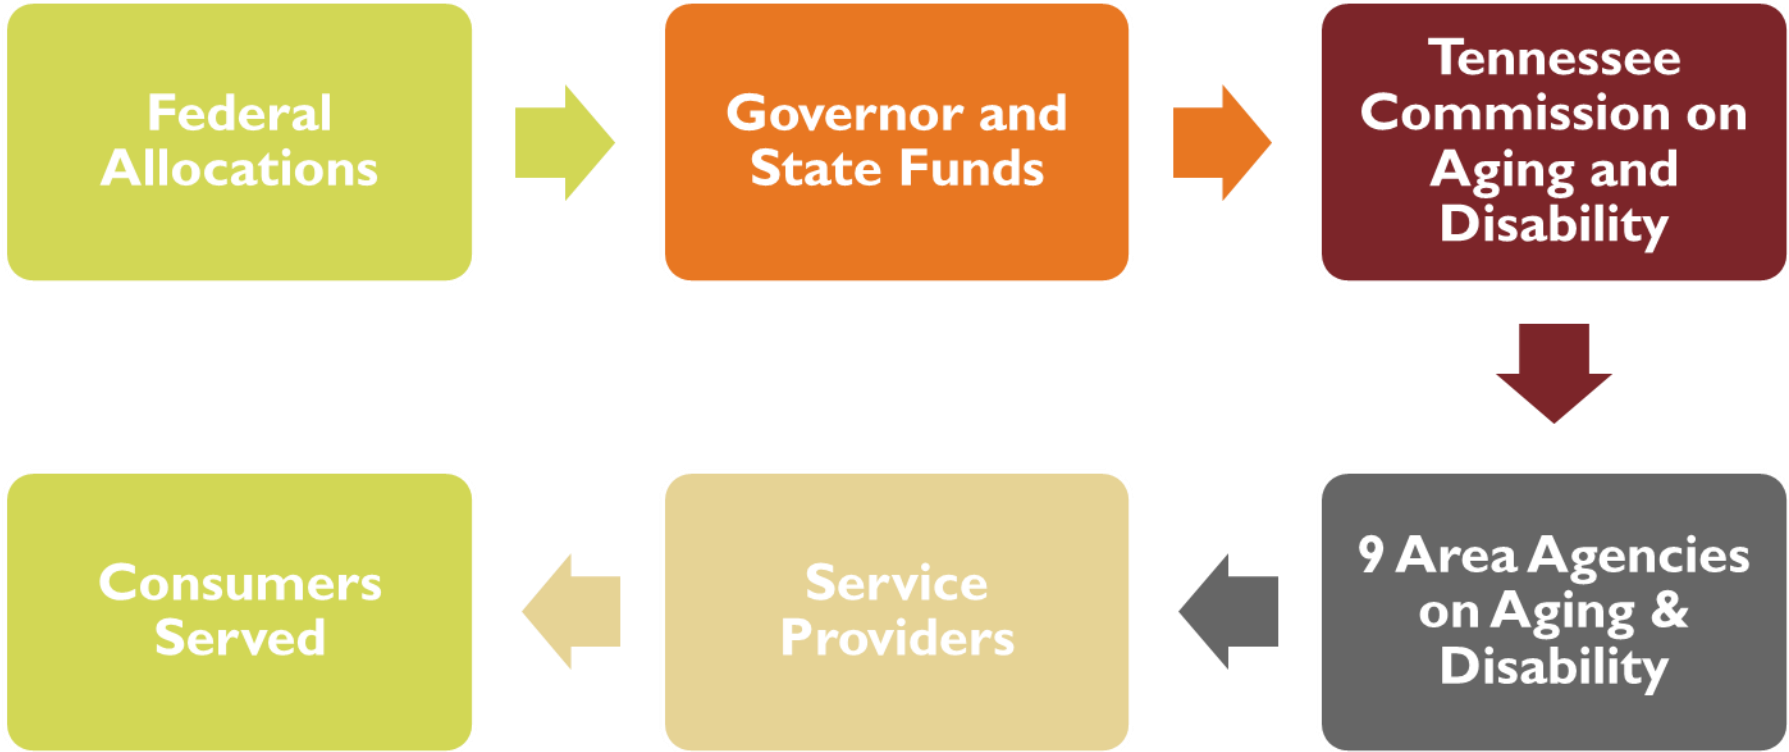 Federal
Allocations
Governor and
State Funds
Tennessee
Commission on
Aging and
Disability
9 Area Agencies
on Aging &
Disability
Service
Providers
Consumers
Served